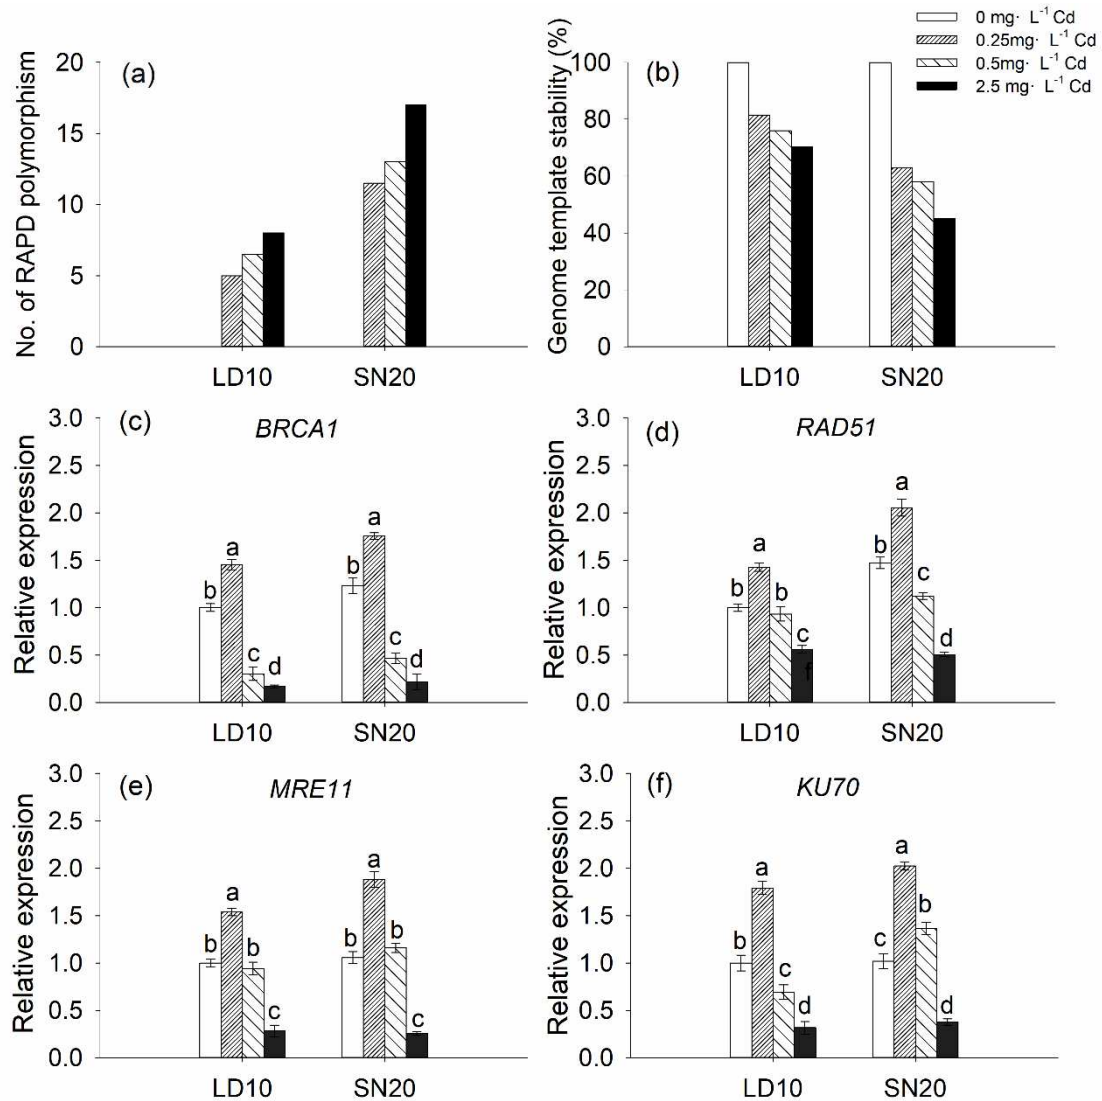 0 mg· L⁻¹ Cd
0.25mg· L⁻¹ Cd
0.5mg· L⁻¹ Cd
2.5 mg· L⁻¹ Cd
(a)
No. of RAPD polymorphism
20
15
10
5
0
LD10 SN20
(b)
Genome template stability (%)
100
80
60
40
20
0
LD10 SN20
(c)
BRCA1
Relative expression
3.0
2.5
2.0
1.5
1.0
0.5
0.0
b a c d b a c d
LD10 SN20
(d)
RAD51
Relative expression
3.0
2.5
2.0
1.5
1.0
0.5
0.0
b a b c b a c d
f
LD10 SN20
(e)
MRE11
Relative expression
3.0
2.5
2.0
1.5
1.0
0.5
0.0
b a b c b a b c
LD10 SN20
(f)
KU70
Relative expression
3.0
2.5
2.0
1.5
1.0
0.5
0.0
b a c d c a b d
LD10 SN20